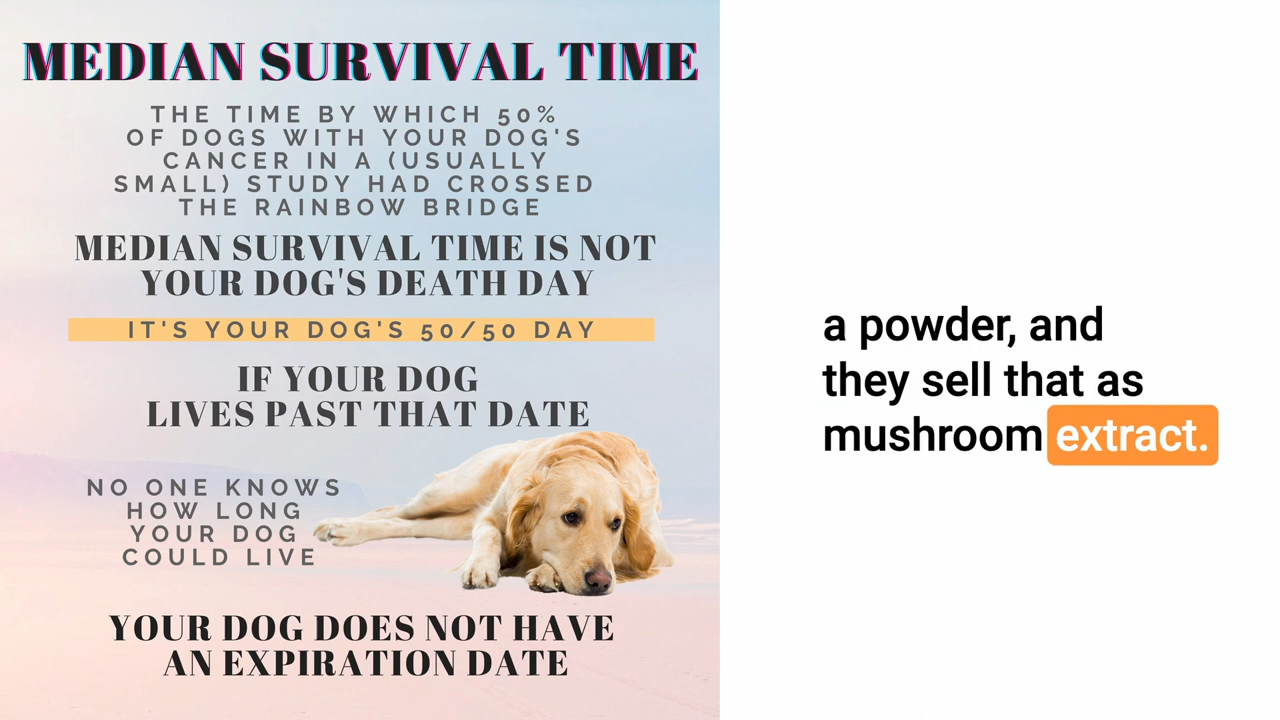 MEDIAN SURVIVAL TIME
THE TIME BY WHICH 50%
OF DOGS WITH YOUR DOG'S
CANCER IN A (USUALLY
SMALL) STUDY HAD CROSSED
THE RAINBOW BRIDGE
MEDIAN SURVIVAL TIME IS NOT
YOUR DOG'S DEATH DAY
IT'S YOUR DOG'S 50/50 DAY
IF YOUR DOG
LIVES PAST THAT DATE
NO ONE KNOWS
HOW LONG
YOUR DOG
COULD LIVE
YOUR DOG DOES NOT HAVE
AN EXPIRATION DATE
a powder, and
they sell that as
mushroom extract.